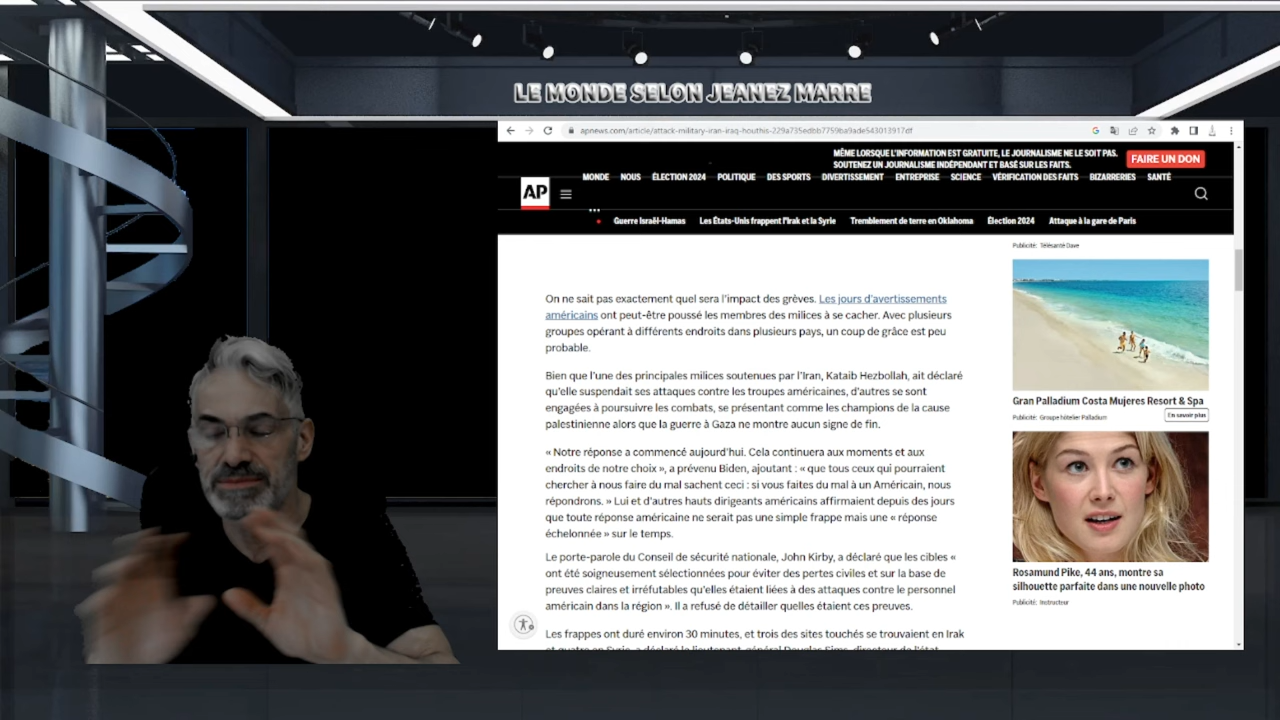 LE MONDE SELON JEANEZ MARRE
apnews.com/article/attack-military-iran-iraq-houthis-229a735edbb7759ba9ade543013917df
MÊME LORSQUE L'INFORMATION EST GRATUITE, LE JOURNALISME NE LE SOIT PAS.
SOUTENEZ UN JOURNALISME INDÉPENDANT ET BASÉ SUR LES FAITS.
FAIRE UN DON
MONDE NOUS ÉLECTION 2024 POLITIQUE DES SPORTS DIVERTISSEMENT ENTREPRISE SCIENCE VÉRIFICATION DES FAITS BIZARRERIES SANTÉ
AP
Guerre Israël-Hamas Les États-Unis frappent l'Irak et la Syrie Tremblement de terre en Oklahoma Élection 2024 Attaque à la gare de Paris
On ne sait pas exactement quel sera l'impact des grèves. Les jours d'avertissements
américains ont peut-être poussé les membres des milices à se cacher. Avec plusieurs
groupes opérant à différents endroits dans plusieurs pays, un coup de grâce est peu
probable.
Bien que l'une des principales milices soutenues par l'Iran, Kataib Hezbollah, ait déclaré
qu'elle suspendait ses attaques contre les troupes américaines, d'autres se sont
engagées à poursuivre les combats, se présentant comme les champions de la cause
palestinienne alors que la guerre à Gaza ne montre aucun signe de fin.
« Notre réponse a commencé aujourd'hui. Cela continuera aux moments et aux
endroits de notre choix », a prévenu Biden, ajoutant : « que tous ceux qui pourraient
chercher à nous faire du mal sachent ceci : si vous faites du mal à un Américain, nous
répondrons. » Lui et d'autres hauts dirigeants américains affirmaient depuis des jours
que toute réponse américaine ne serait pas une simple frappe mais une « réponse
échelonnée » sur le temps.
Le porte-parole du Conseil de sécurité nationale, John Kirby, a déclaré que les cibles «
ont été soigneusement sélectionnées pour éviter des pertes civiles et sur la base de
preuves claires et irréfutables qu'elles étaient liées à des attaques contre le personnel
américain dans la région ». Il a refusé de détailler quelles étaient ces preuves.
Les frappes ont duré environ 30 minutes, et trois des sites touchés se trouvaient en Irak
et quatre en Syrie, a déclaré le lieutenant-général Douglas Sims, directeur de l'état-
Publicité: Télésanté Dave
Gran Palladium Costa Mujeres Resort & Spa
Publicité: Groupe hôtelier Palladium
En savoir plus
Rosamund Pike, 44 ans, montre sa
silhouette parfaite dans une nouvelle photo
Publicité: Instructeur